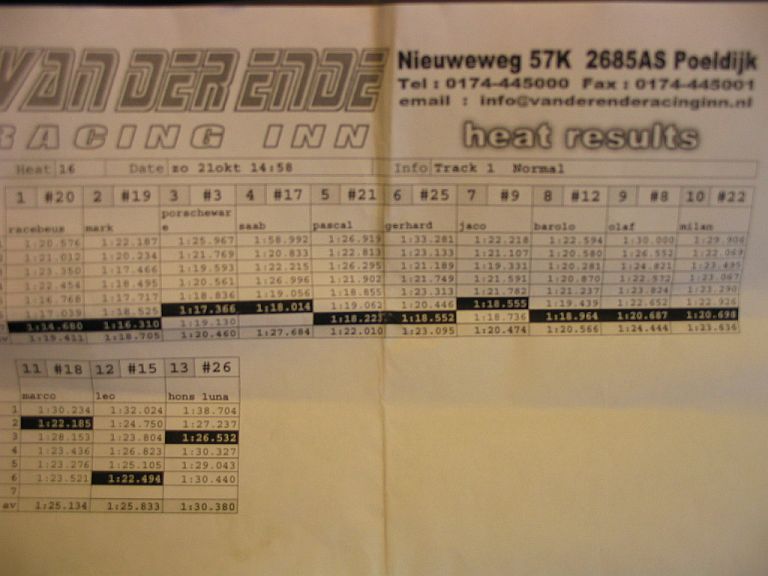 VAN DER ENDE
RACING INN
Nieuweweg 57K 2685AS Poeldijk
Tel : 0174-445000 Fax : 0174-445001
email : info@vanderenderacinginn.nl
heat results
Heat 16 Date zo 21okt 14:58 Info Track 1 Normal
1 #20 2 #19 3 #3 4 #17 5 #21 6 #25 7 #9 8 #12 9 #8 10 #22
racebeus mark porschewar e saab pascal gerhard jaco barolo olaf milan
1:20.576 1:22.187 1:25.967 1:58.992 1:26.919 1:33.281 1:22.218 1:22.594 1:30.000 1:29.904
1:21.012 1:20.234 1:21.769 1:20.833 1:22.813 1:23.133 1:21.107 1:20.580 1:26.552 1:22.069
1:23.350 1:17.466 1:19.593 1:22.215 1:26.295 1:21.189 1:19.331 1:20.281 1:24.821 1:23.495
1:22.454 1:18.495 1:20.561 1:26.996 1:21.902 1:21.749 1:21.591 1:20.870 1:22.572 1:23.067
1:16.768 1:17.717 1:18.836 1:19.056 1:18.855 1:23.313 1:21.782 1:21.237 1:23.824 1:23.290
1:17.039 1:18.525 1:17.366 1:18.014 1:19.062 1:20.446 1:18.555 1:19.439 1:22.652 1:22.926
1:14.680 1:16.310 1:19.130 1:18.223 1:18.552 1:18.736 1:18.964 1:20.687 1:20.698
av 1:19.411 1:18.705 1:20.460 1:27.684 1:22.010 1:23.095 1:20.474 1:20.566 1:24.444 1:23.636
11 #18 12 #15 13 #26
marco leo hons luna
1 1:30.234 1:32.024 1:38.704
2 1:22.185 1:24.750 1:27.237
3 1:28.153 1:23.804 1:26.532
4 1:23.436 1:26.823 1:30.327
5 1:23.276 1:25.105 1:29.043
6 1:23.521 1:22.494 1:30.440
7
av 1:25.134 1:25.833 1:30.380